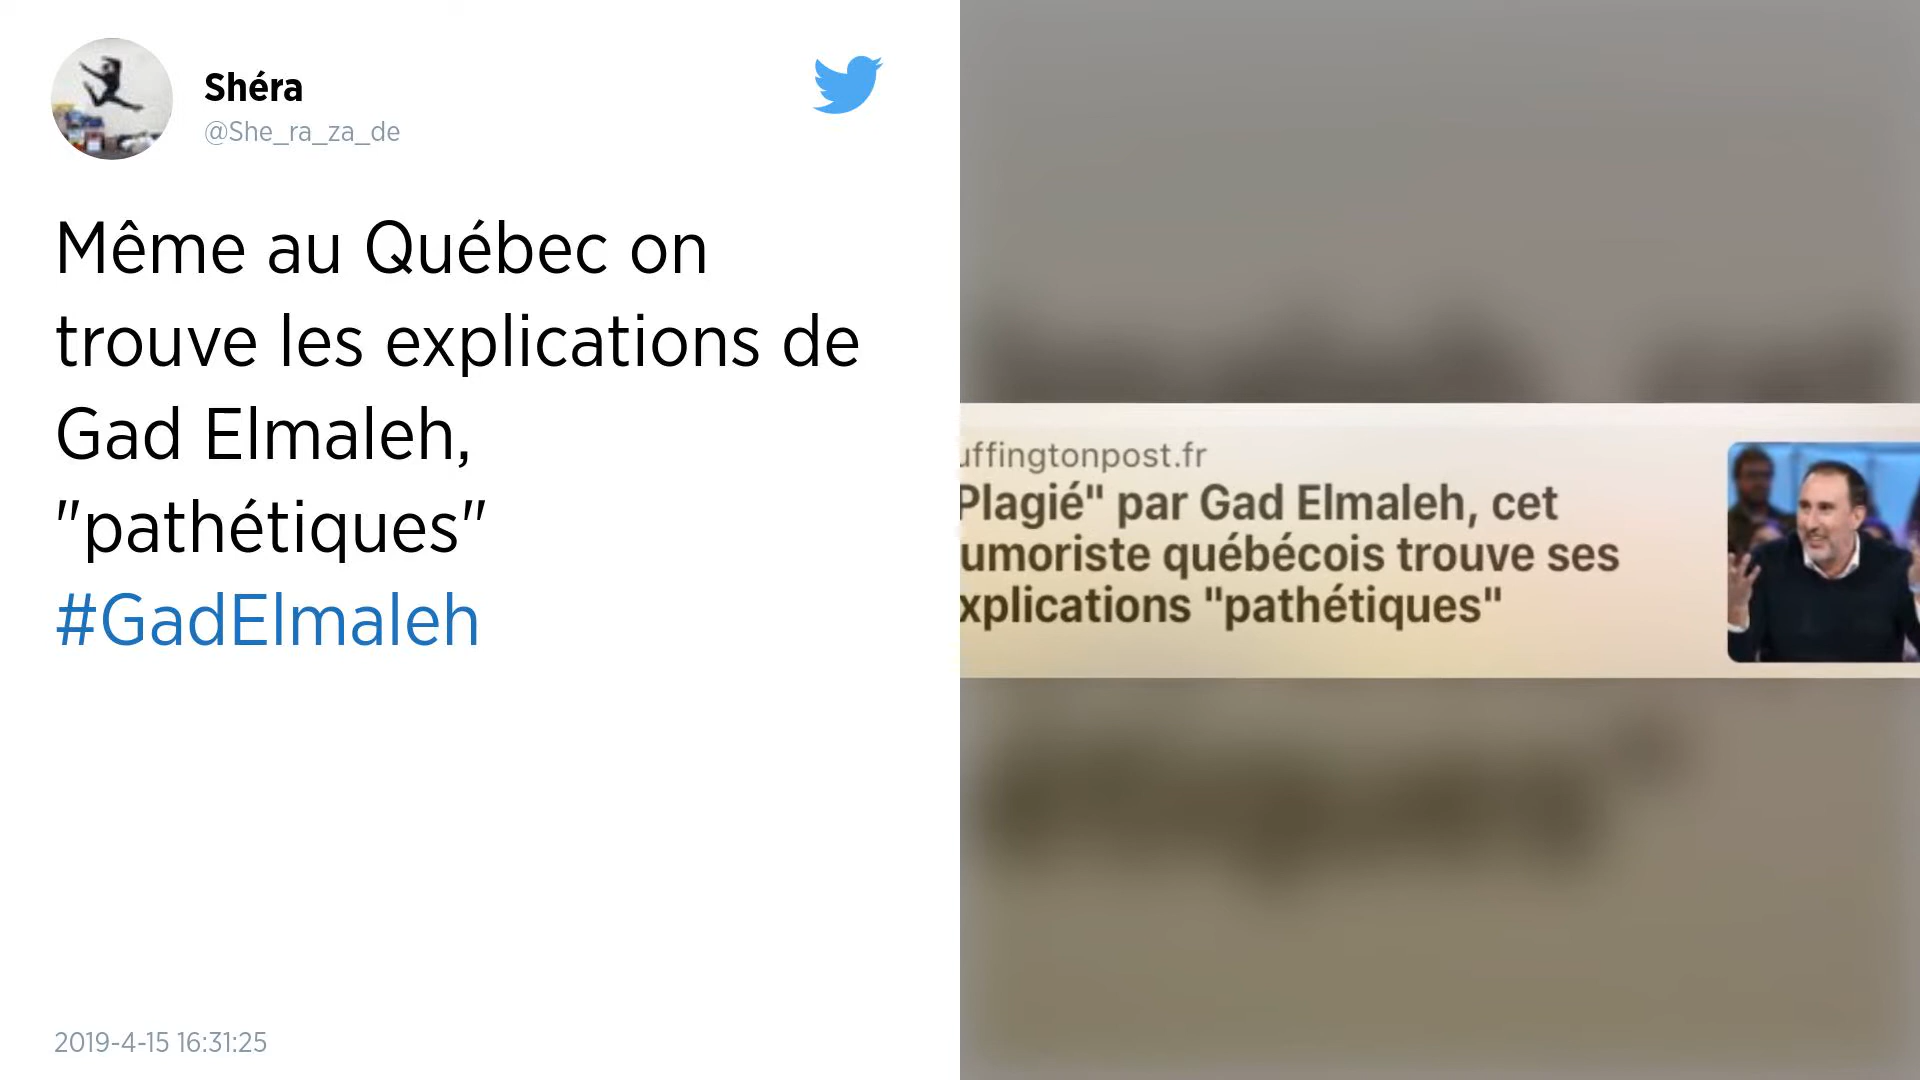 Shéra
@She_ra_za_de
Même au Québec on
trouve les explications de
Gad Elmaleh,
"pathétiques"
#GadElmaleh
2019-4-15 16:31:25
uffingtonpost.fr
Plagié" par Gad Elmaleh, cet
umoriste québécois trouve ses
xplications "pathétiques"